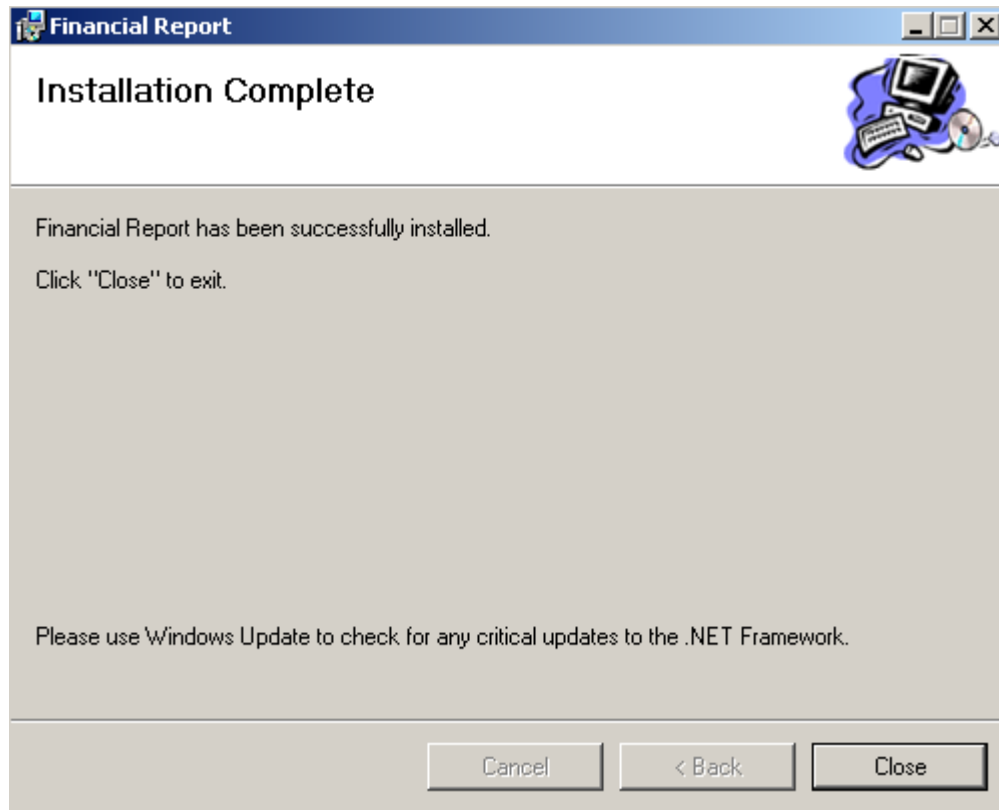 Financial Report
Installation Complete
Financial Report has been successfully installed.
Click "Close" to exit.
Please use Windows Update to check for any critical updates to the .NET Framework.
Cancel
< Back
Close